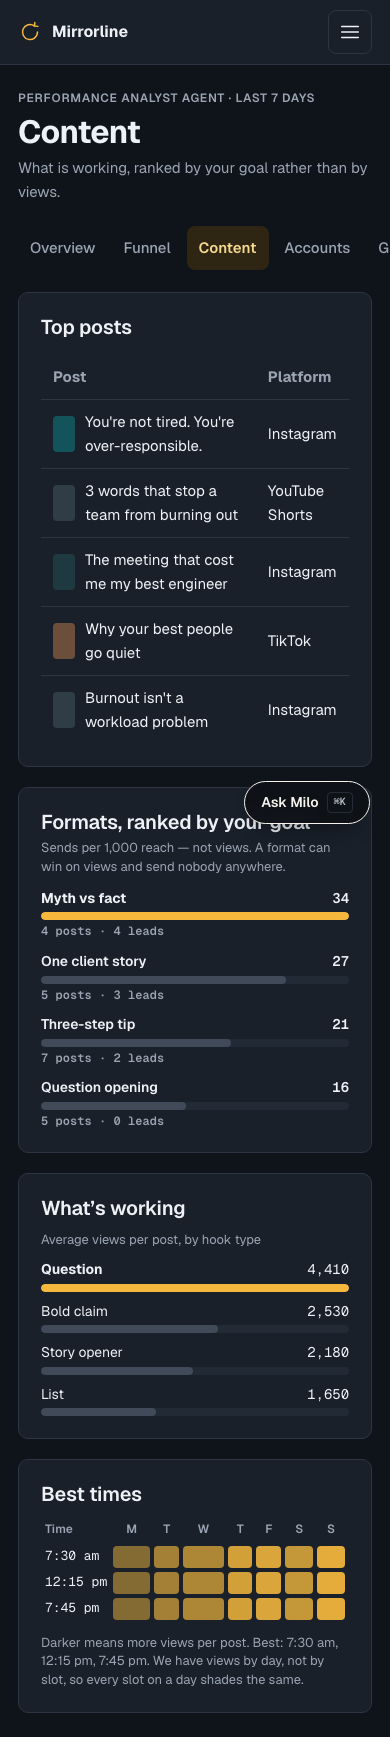 Mirrorline
PERFORMANCE ANALYST AGENT · LAST 7 DAYS
Content
What is working, ranked by your goal rather than by
views.
Overview Funnel Content Accounts G
Top posts
Post Platform
You're not tired. You're
over-responsible.
Instagram
3 words that stop a
team from burning out
YouTube
Shorts
The meeting that cost
me my best engineer
Instagram
Why your best people
go quiet
TikTok
Burnout isn't a
workload problem
Instagram
Ask Milo ⌘K
Formats, ranked by your goal
Sends per 1,000 reach — not views. A format can
win on views and send nobody anywhere.
Myth vs fact 34
4 posts · 4 leads
One client story 27
5 posts · 3 leads
Three-step tip 21
7 posts · 2 leads
Question opening 16
5 posts · 0 leads
What’s working
Average views per post, by hook type
Question 4,410
Bold claim 2,530
Story opener 2,180
List 1,650
Best times
Time M T W T F S S
7:30 am
12:15 pm
7:45 pm
Darker means more views per post. Best: 7:30 am,
12:15 pm, 7:45 pm. We have views by day, not by
slot, so every slot on a day shades the same.